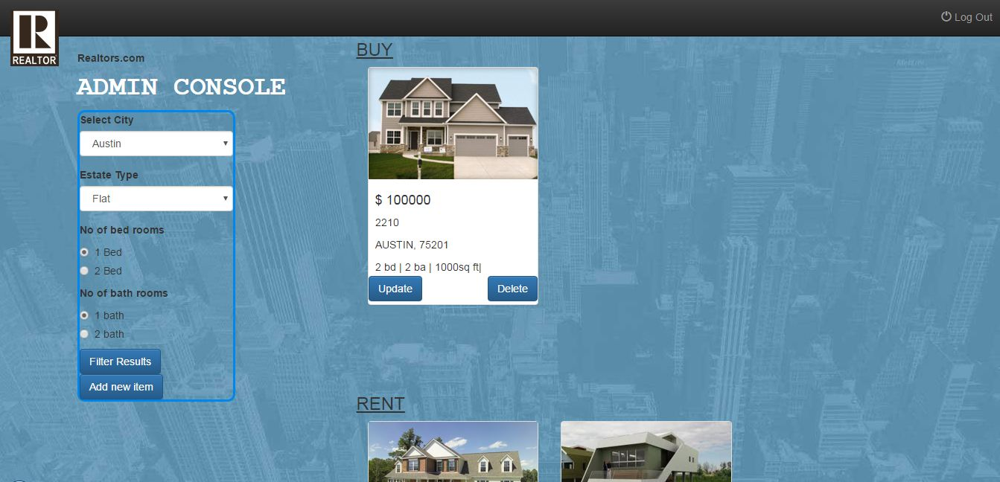 Log Out
REALTOR
Realtors.com
ADMIN CONSOLE
Select City
Austin
Estate Type
Flat
No of bed rooms
1 Bed
2 Bed
No of bath rooms
1 bath
2 bath
Filter Results
Add new item
BUY
$ 100000
2210
AUSTIN, 75201
2 bd | 2 ba | 1000sq ft|
Update
Delete
RENT